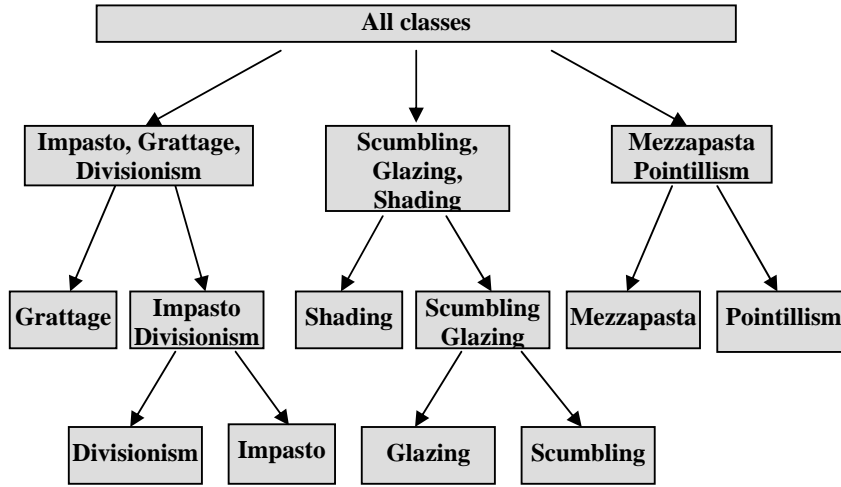 All classes
Impasto, Grattage,
Divisionism
Scumbling,
Glazing,
Shading
Mezzapasta
Pointillism
Grattage
Impasto
Divisionism
Shading
Scumbling
Glazing
Mezzapasta
Pointillism
Divisionism
Impasto
Glazing
Scumbling